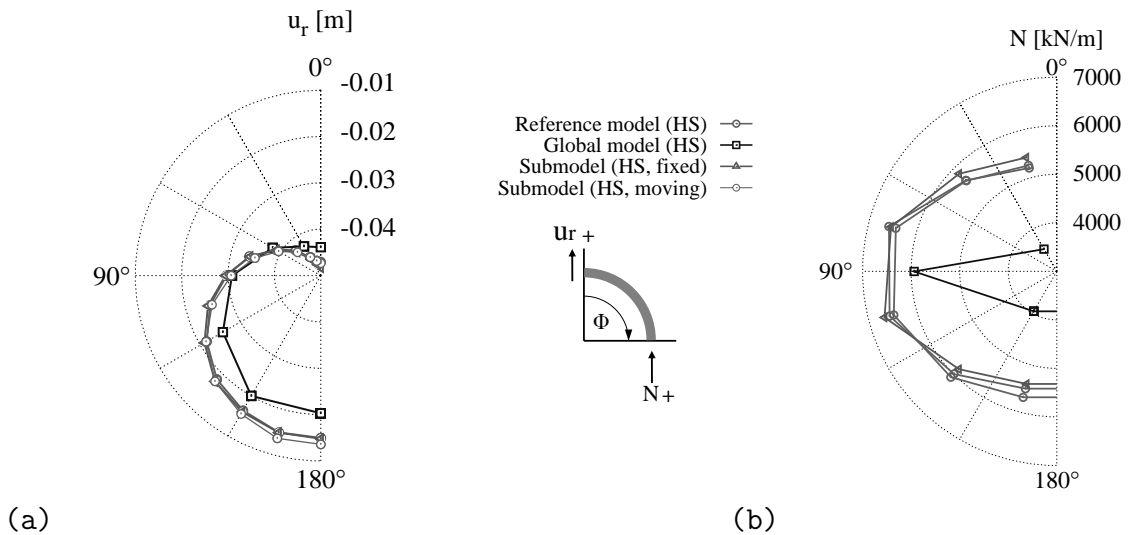 u_r [m]
0°
-0.01
-0.02
-0.03
-0.04
90°
180°
(a)
Reference model (HS)
Global model (HS)
Submodel (HS, fixed)
Submodel (HS, moving)
ur +
Φ
N +
N [kN/m]
0°
7000
6000
5000
4000
90°
180°
(b)